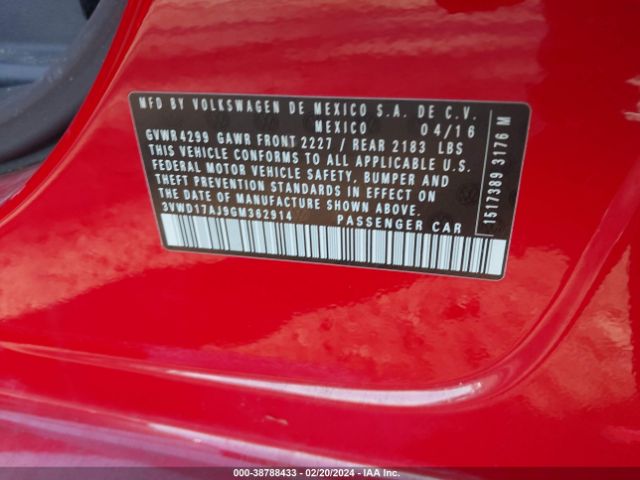 MFD BY VOLKSWAGEN DE MEXICO S.A. DE C.V.
MEXICO 04/16
GVWR 4299 GAWR FRONT 2227 / REAR 2183 LBS
THIS VEHICLE CONFORMS TO ALL APPLICABLE U.S.
FEDERAL MOTOR VEHICLE SAFETY, BUMPER AND
THEFT PREVENTION STANDARDS IN EFFECT ON
THE DATE OF MANUFACTURE SHOWN ABOVE.
3VWD17AJ9GM362914 PASSENGER CAR
1517389 3176 M
000-38788433 - 02/20/2024 - IAA Inc.